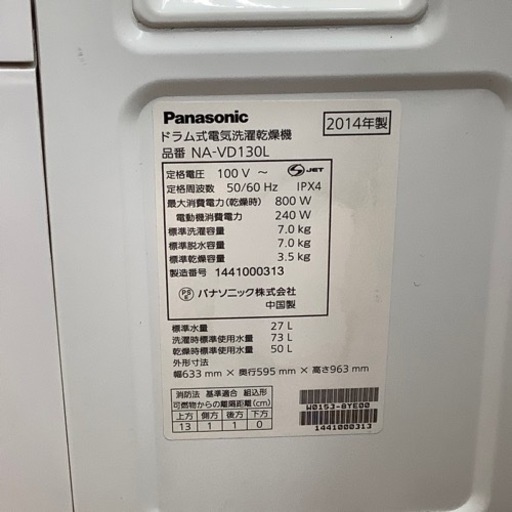 Panasonic
2014年製
ドラム式電気洗濯乾燥機
品番 NA-VD130L
定格電圧 100 V ～ JET
定格周波数 50/60 Hz IPX4
最大消費電力(乾燥時) 800 W
電動機消費電力 240 W
標準洗濯容量 7.0 kg
標準脱水容量 7.0 kg
標準乾燥容量 3.5 kg
製造番号 1441000313
PSE パナソニック株式会社
中国製
標準水量 27 L
洗濯時標準使用水量 73 L
乾燥時標準使用水量 50 L
外形寸法
幅633 mm × 奥行595 mm × 高さ963 mm
消防法 基準適合 組込形
可燃物からの離隔距離(cm)
上方 側方 後方 下方
13 1 1 0
W0153-8YE00
1441000313